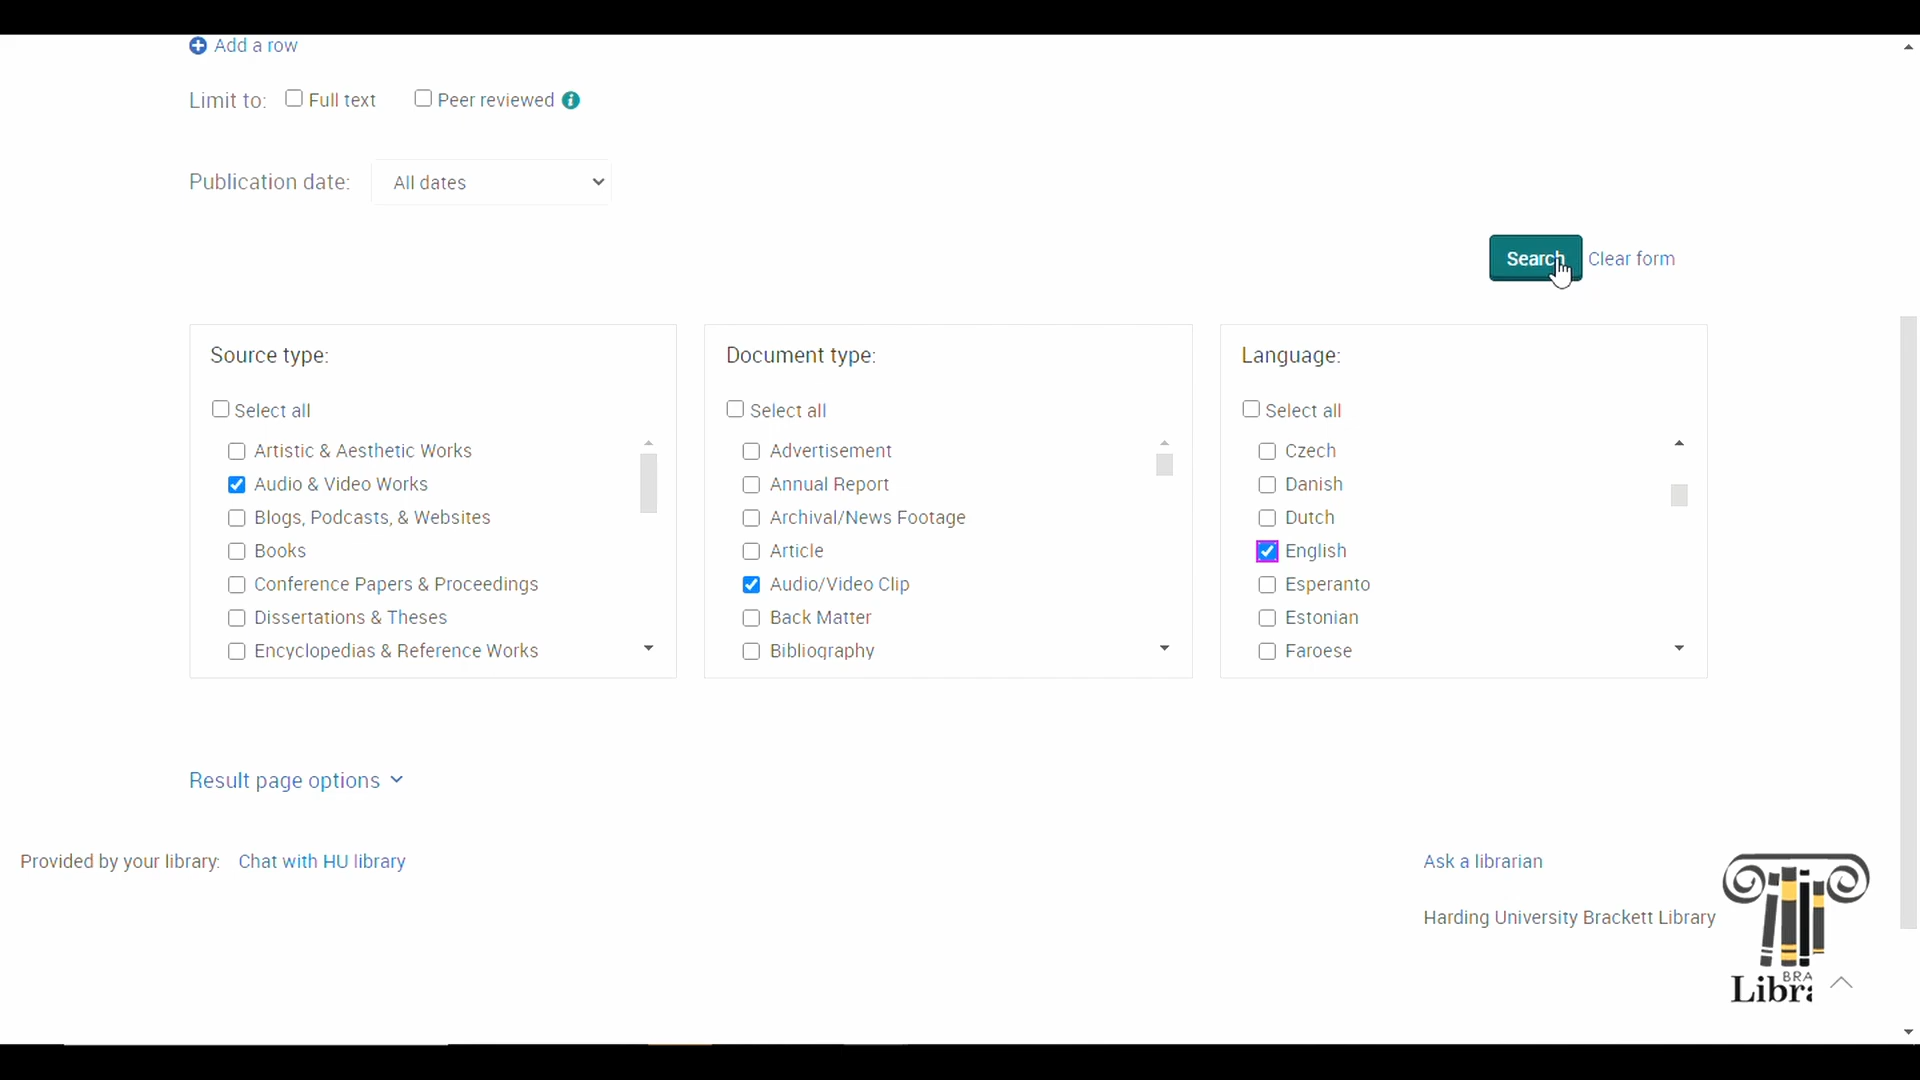 Add a row
Limit to: Full text Peer reviewed
Publication date: All dates
Search Clear form
Source type:
Select all
Artistic & Aesthetic Works
Audio & Video Works
Blogs, Podcasts, & Websites
Books
Conference Papers & Proceedings
Dissertations & Theses
Encyclopedias & Reference Works
Document type:
Select all
Advertisement
Annual Report
Archival/News Footage
Article
Audio/Video Clip
Back Matter
Bibliography
Language:
Select all
Czech
Danish
Dutch
English
Esperanto
Estonian
Faroese
Result page options
Provided by your library: Chat with HU library
Ask a librarian
Harding University Brackett Library